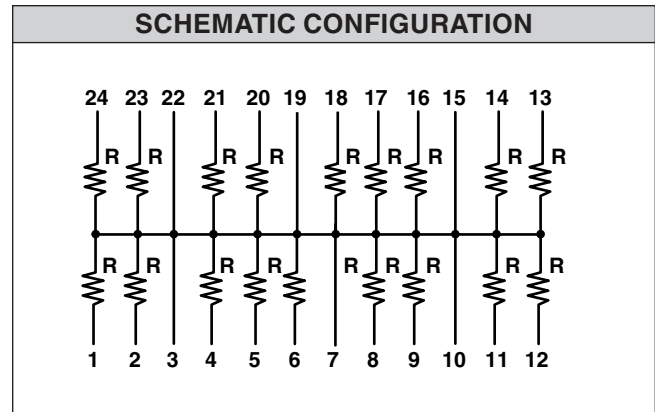 SCHEMATIC CONFIGURATION
24 23 22 21 20 19 18 17 16 15 14 13
R R R R R R R R R
R R R R R R R R R
1 2 3 4 5 6 7 8 9 10 11 12